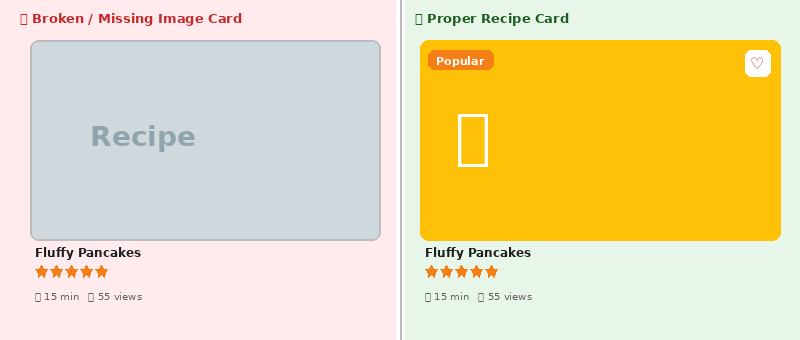 Broken / Missing Image Card
Recipe
Fluffy Pancakes
15 min 55 views
Proper Recipe Card
Popular
Fluffy Pancakes
15 min 55 views